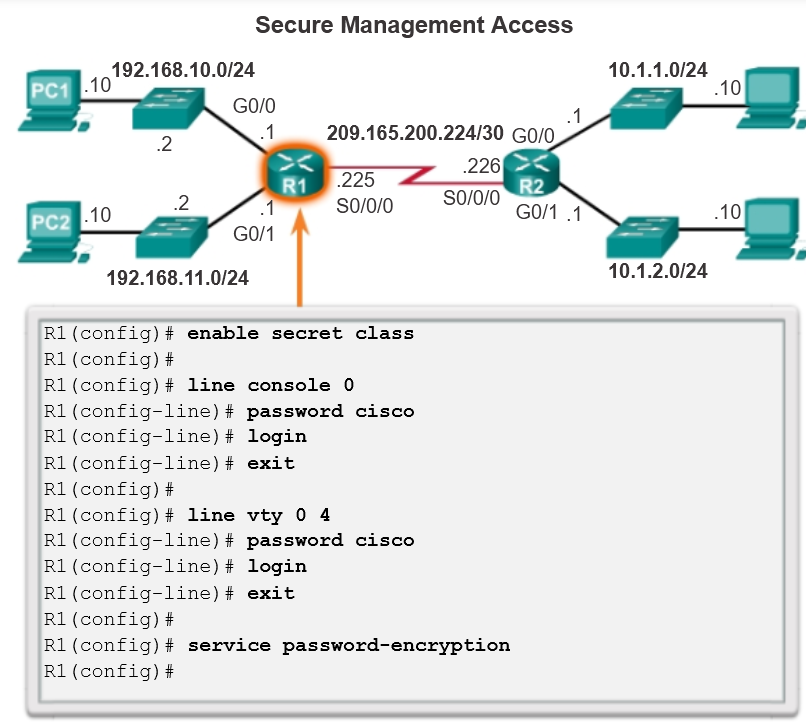 Secure Management Access
192.168.10.0/24
10.1.1.0/24
PC1
.10
.10
G0/0
.1
.2
209.165.200.224/30
G0/0
.1
R1
.225
S0/0/0
.226
S0/0/0
R2
PC2
.10
.2
.1
G0/1
G0/1
.1
.10
192.168.11.0/24
10.1.2.0/24
R1(config)# enable secret class
R1(config)#
R1(config)# line console 0
R1(config-line)# password cisco
R1(config-line)# login
R1(config-line)# exit
R1(config)#
R1(config)# line vty 0 4
R1(config-line)# password cisco
R1(config-line)# login
R1(config-line)# exit
R1(config)#
R1(config)# service password-encryption
R1(config)#